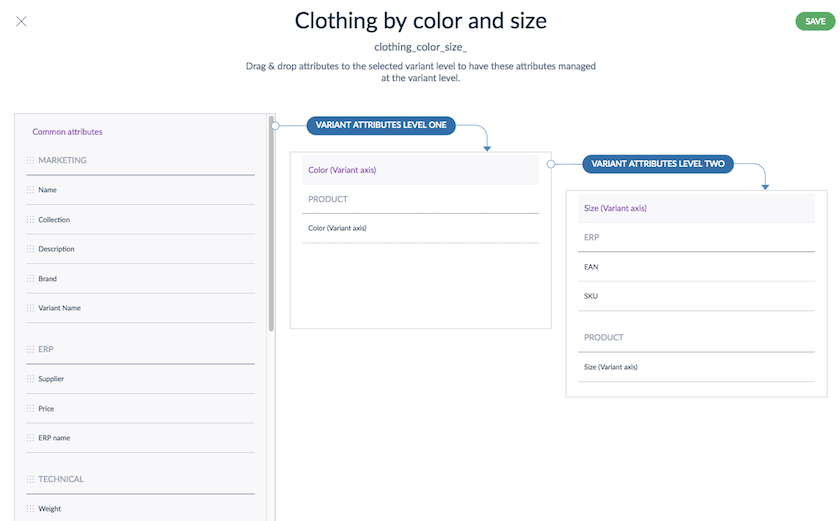 Clothing by color and size
SAVE
clothing_color_size_
Drag & drop attributes to the selected variant level to have these attributes managed
at the variant level.
Common attributes
MARKETING
Name
Collection
Description
Brand
Variant Name
ERP
Supplier
Price
ERP name
TECHNICAL
Weight
VARIANT ATTRIBUTES LEVEL ONE
Color (Variant axis)
PRODUCT
Color (Variant axis)
VARIANT ATTRIBUTES LEVEL TWO
Size (Variant axis)
ERP
EAN
SKU
PRODUCT
Size (Variant axis)